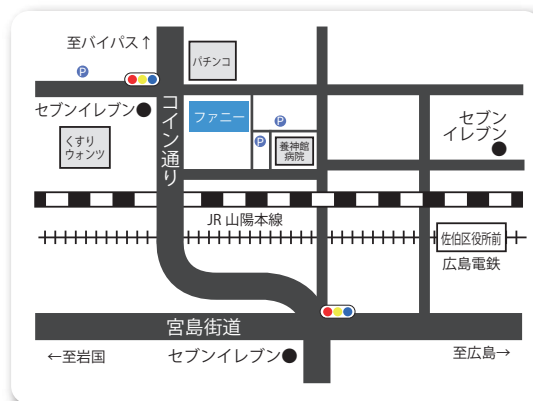 至バイパス↑
P
パチンコ
セブンイレブン
ファニー
P
セブン
イレブン
くすり
ウォンツ
コイン通り
P
養神館
病院
JR 山陽本線
佐伯区役所前
広島電鉄
宮島街道
←至岩国
セブンイレブン
至広島→